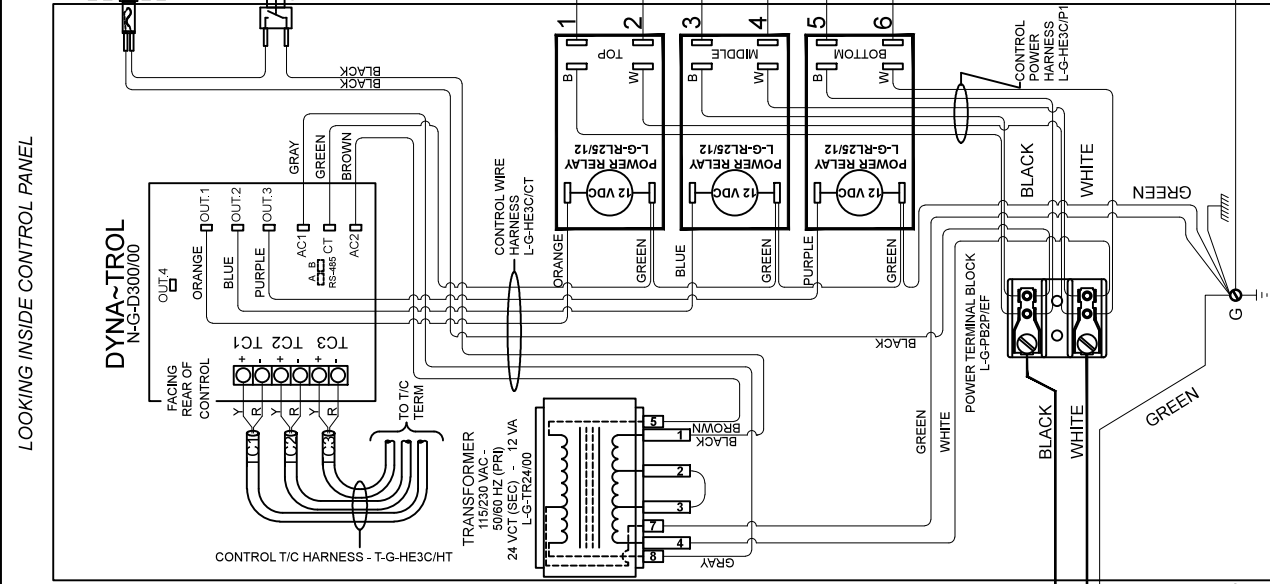 LOOKING INSIDE CONTROL PANEL
DYNA~TROL
N-G-D300/00
OUT.4
OUT.1
OUT.2
OUT.3
ORANGE
BLUE
PURPLE
GRAY
GREEN
BROWN
AC1
CT
AC2
A
B
RS-485
FACING
REAR OF
CONTROL
TC1
TC2
TC3
+
-
+
-
+
-
Y
R
Y
R
Y
R
C1
C2
C3
TO T/C
TERM
CONTROL T/C HARNESS - T-G-HE3C/HT
BLACK
BLACK
CONTROL WIRE
HARNESS
L-G-HE3C/CT
1
2
TOP
B
W
POWER RELAY
L-G-RL25/12
12 VDC
ORANGE
GREEN
3
4
MIDDLE
B
W
POWER RELAY
L-G-RL25/12
12 VDC
BLUE
GREEN
5
6
BOTTOM
B
W
POWER RELAY
L-G-RL25/12
12 VDC
PURPLE
GREEN
CONTROL
POWER
HARNESS
L-G-HE3C/P1
BLACK
WHITE
GREEN
BLACK
TRANSFORMER
115/230 VAC -
50/60 HZ (PRI)
24 VCT (SEC) - 12 VA
L-G-TR24/00
5
1
2
3
7
4
8
BROWN
BLACK
GRAY
GREEN
WHITE
POWER TERMINAL BLOCK
L-G-PB2P/EF
BLACK
WHITE
GREEN
G